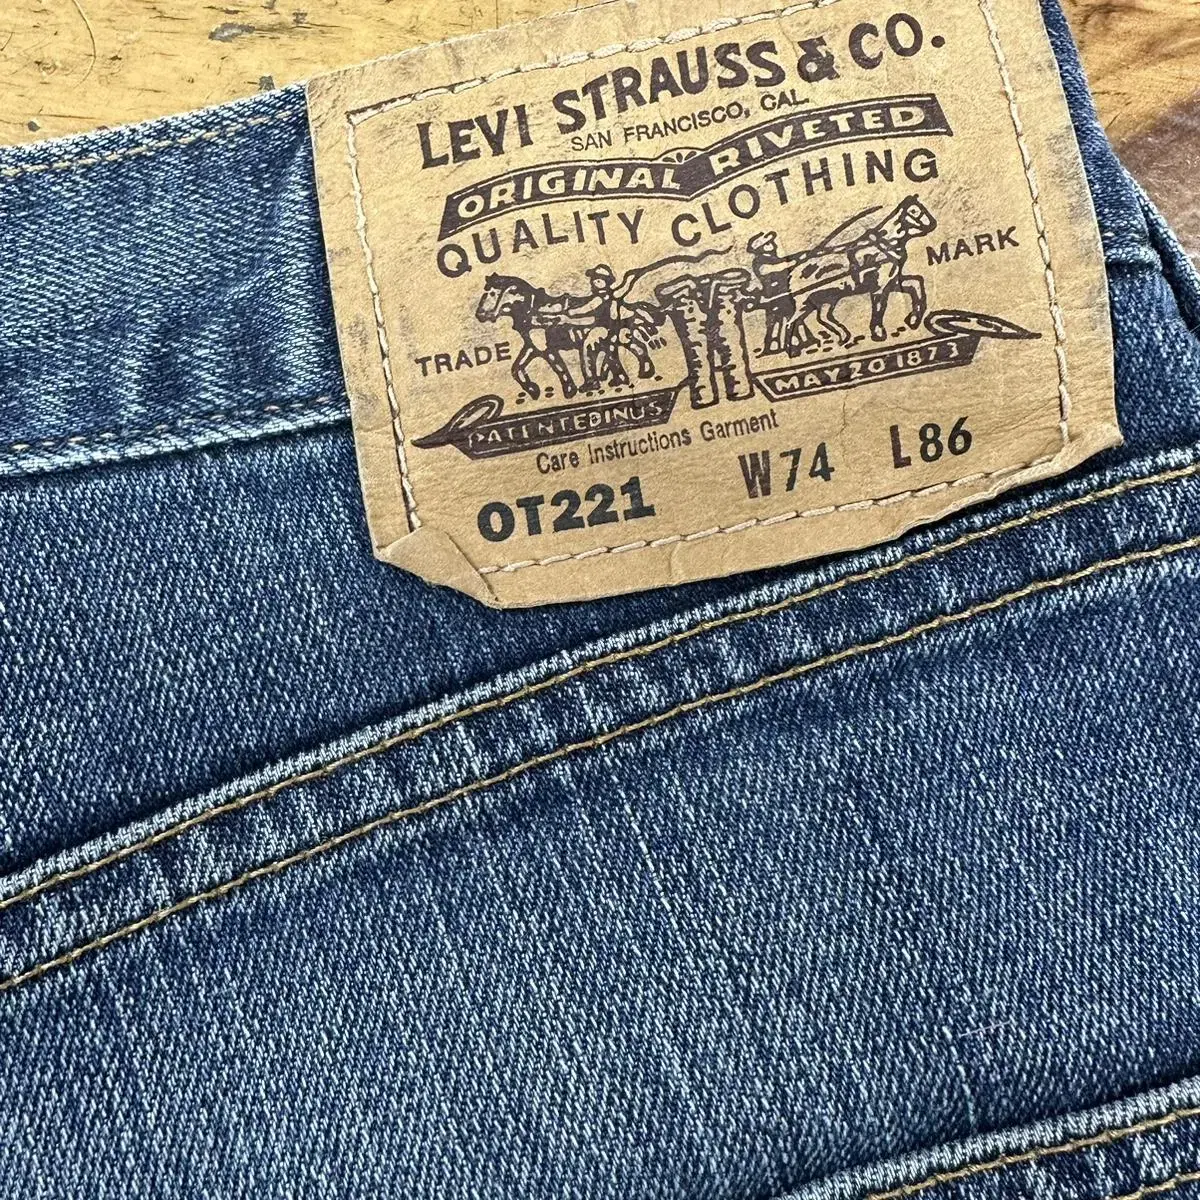 LEVI STRAUSS & CO.
SAN FRANCISCO, CAL.
ORIGINAL RIVETED
QUALITY CLOTHING
TRADE MARK
PATENTED IN U S MAY 20 1873
Care Instructions Garment
OT221 W74 L86